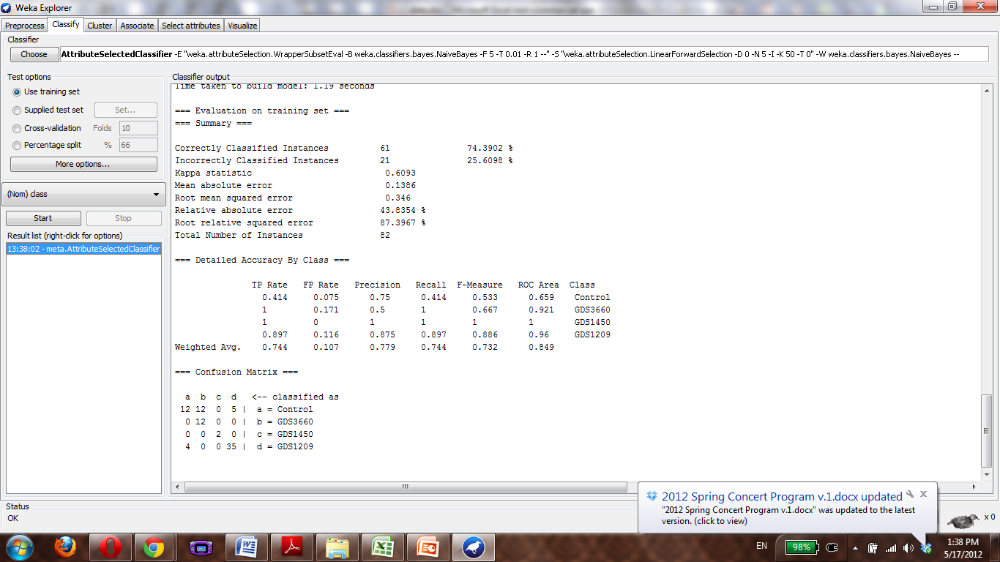 Weka Explorer
Preprocess Classify Cluster Associate Select attributes Visualize
Classifier
Choose AttributeSelectedClassifier -E "weka.attributeSelection.WrapperSubsetEval -B weka.classifiers.bayes.NaiveBayes -F 5 -T 0.01 -R 1 --" -S "weka.attributeSelection.LinearForwardSelection -D 0 -N 5 -I -K 50 -T 0" -W weka.classifiers.bayes.NaiveBayes --
Test options
Use training set
Supplied test set Set...
Cross-validation Folds 10
Percentage split % 66
More options...
(Nom) class
Start Stop
Result list (right-click for options)
13:38:02 - meta.AttributeSelectedClassifier
Classifier output
Time taken to build model: 1.19 seconds
=== Evaluation on training set ===
=== Summary ===
Correctly Classified Instances 61 74.3902 %
Incorrectly Classified Instances 21 25.6098 %
Kappa statistic 0.6093
Mean absolute error 0.1386
Root mean squared error 0.346
Relative absolute error 43.8354 %
Root relative squared error 87.3967 %
Total Number of Instances 82
=== Detailed Accuracy By Class ===
TP Rate FP Rate Precision Recall F-Measure ROC Area Class
0.414 0.075 0.75 0.414 0.533 0.659 Control
1 0.171 0.5 1 0.667 0.921 GDS3660
1 0 1 1 1 1 GDS1450
0.897 0.116 0.875 0.897 0.886 0.96 GDS1209
Weighted Avg. 0.744 0.107 0.779 0.744 0.732 0.849
=== Confusion Matrix ===
a b c d <-- classified as
12 12 0 5 | a = Control
0 12 0 0 | b = GDS3660
0 0 2 0 | c = GDS1450
4 0 0 35 | d = GDS1209
Status
OK
x 0
2012 Spring Concert Program v.1.docx updated
"2012 Spring Concert Program v.1.docx" was updated to the latest
version. (click to view)
EN
98%
1:38 PM
5/17/2012